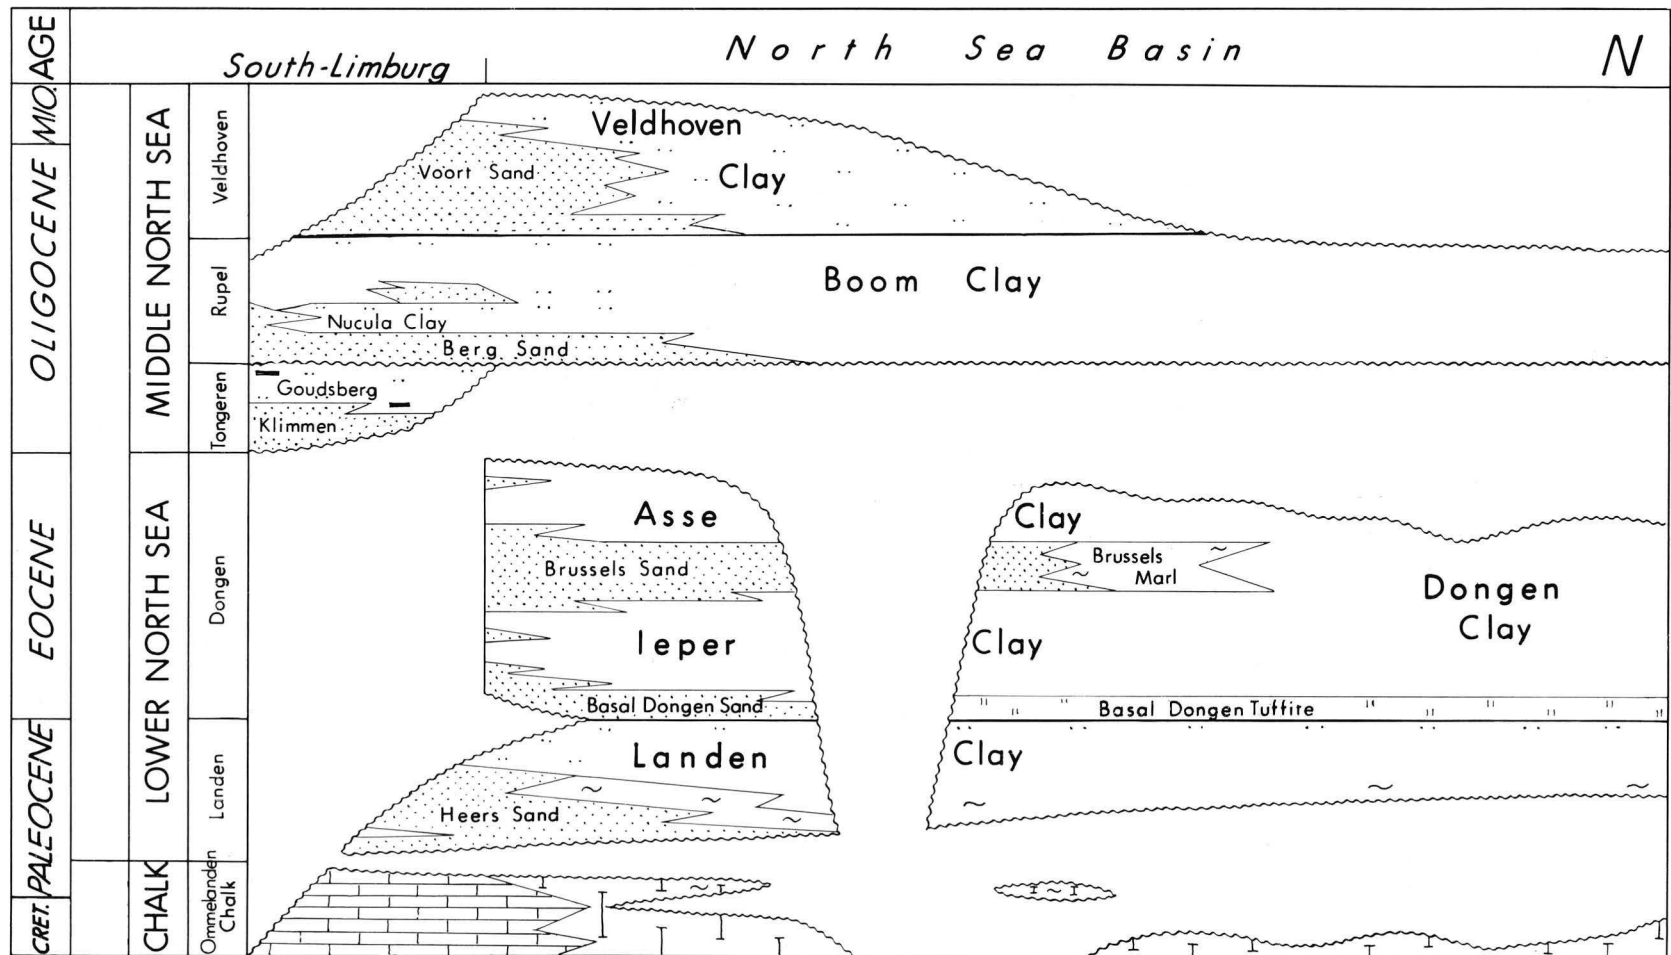 AGE
South-Limburg
North Sea Basin
N
MIO.
OLIGOCENE
EOCENE
PALEOCENE
CRET.
MIDDLE NORTH SEA
LOWER NORTH SEA
CHALK
Veldhoven
Rupel
Tongeren
Dongen
Landen
Ommelanden
Chalk
Veldhoven
Clay
Voort Sand
Boom Clay
Nucula Clay
Berg Sand
Goudsberg
Klimmen
Asse Clay
Brussels Sand
Brussels
Marl
Dongen
Clay
Ieper Clay
Basal Dongen Sand
Basal Dongen Tuffite
Landen Clay
Heers Sand